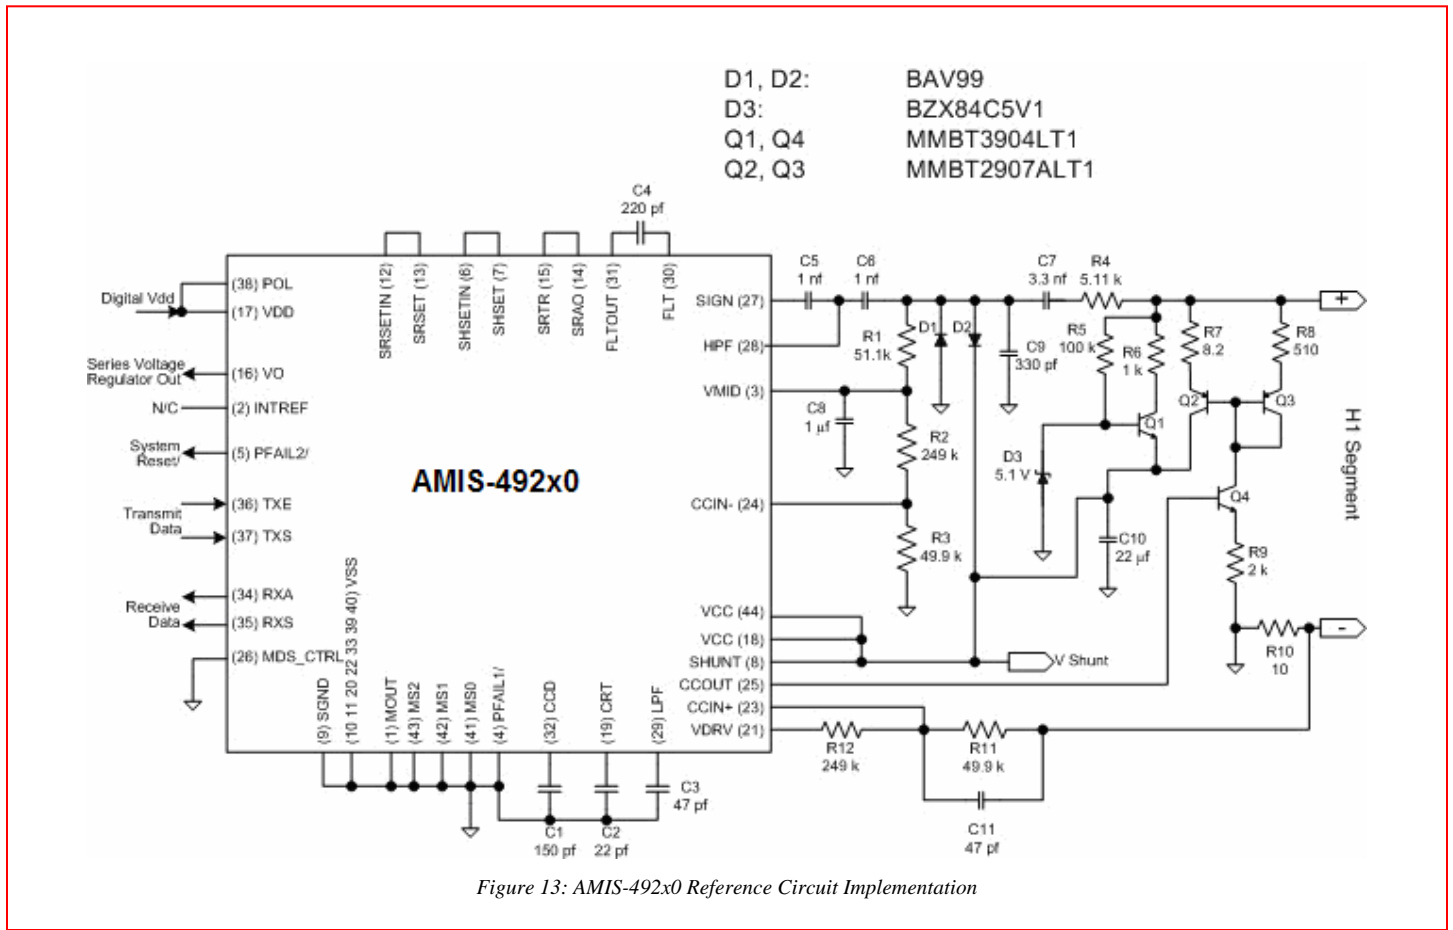 D1, D2: BAV99
D3: BZX84C5V1
Q1, Q4 MMBT3904LT1
Q2, Q3 MMBT2907ALT1
C4
220 pf
SRSETIN (12)
SRSET (13)
SHSETIN (6)
SHSET (7)
SRTR (15)
SRAO (14)
FLTOUT (31)
FLT (30)
Digital Vdd
(38) POL
(17) VDD
Series Voltage
Regulator Out
(16) VO
N/C
(2) INTREF
System
Reset/
(5) PFAIL2/
Transmit
Data
(36) TXE
(37) TXS
Receive
Data
(34) RXA
(35) RXS
(26) MDS_CTRL
AMIS-492x0
(9) SGND
(10 11 20 22 33 39 40) VSS
(1) MOUT
(43) MS2
(42) MS1
(41) MS0
(4) PFAIL1/
(32) CCD
(19) CRT
(29) LPF
C1
150 pf
C2
22 pf
C3
47 pf
SIGN (27)
HPF (28)
VMID (3)
CCIN- (24)
VCC (44)
VCC (18)
SHUNT (8)
CCOUT (25)
CCIN+ (23)
VDRV (21)
C5
1 nf
C6
1 nf
C7
3.3 nf
R4
5.11 k
R1
51.1k
D1
D2
C9
330 pf
R5
100 k
R6
1 k
R7
8.2
R8
510
C8
1 µf
R2
249 k
R3
49.9 k
D3
5.1 V
Q1
Q2
Q3
Q4
C10
22 µf
R9
2 k
R10
10
+
-
H1 Segment
V Shunt
R12
249 k
R11
49.9 k
C11
47 pf
Figure 13: AMIS-492x0 Reference Circuit Implementation